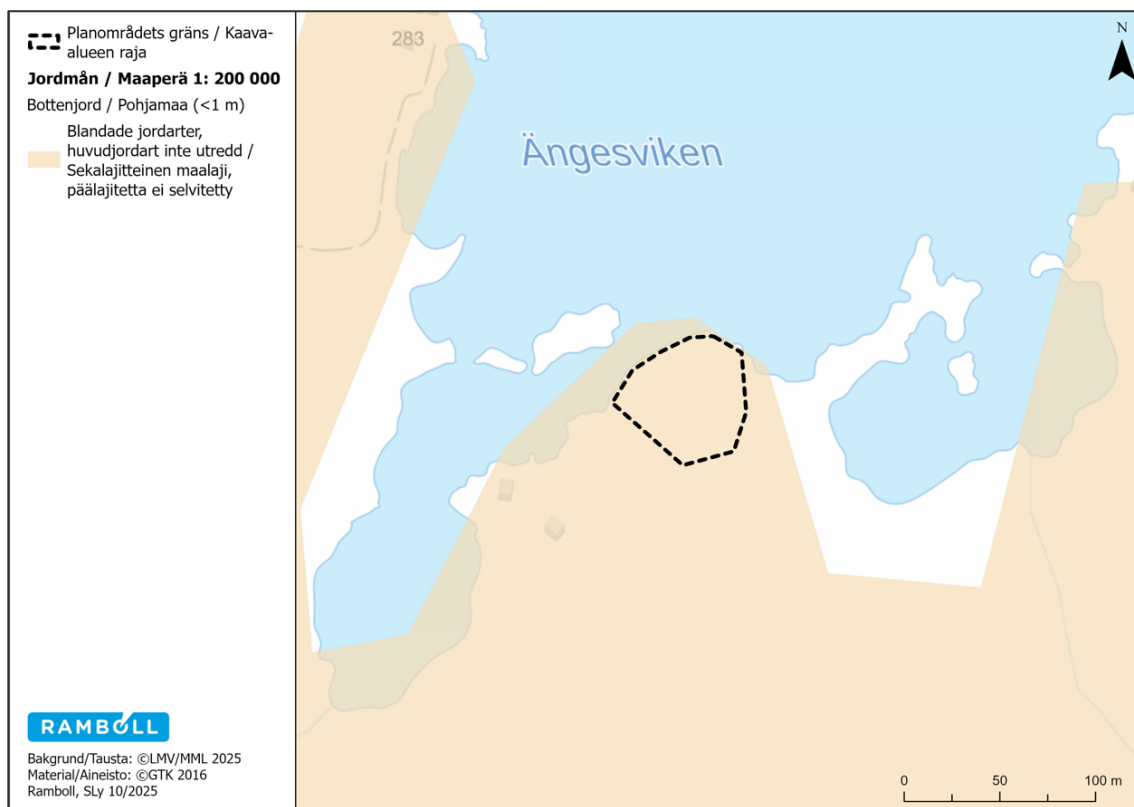 Planområdets gräns / Kaava-
alueen raja
Jordmån / Maaperä 1: 200 000
Bottenjord / Pohjamaa (<1 m)
Blandade jordarter,
huvudjordart inte utredd /
Sekalajitteinen maalaji,
päälajitetta ei selvitetty
283
N
Ängesviken
RAMBOLL
Bakgrund/Tausta: ©LMV/MML 2025
Material/Aineisto: ©GTK 2016
Ramboll, SLy 10/2025
0 50 100 m